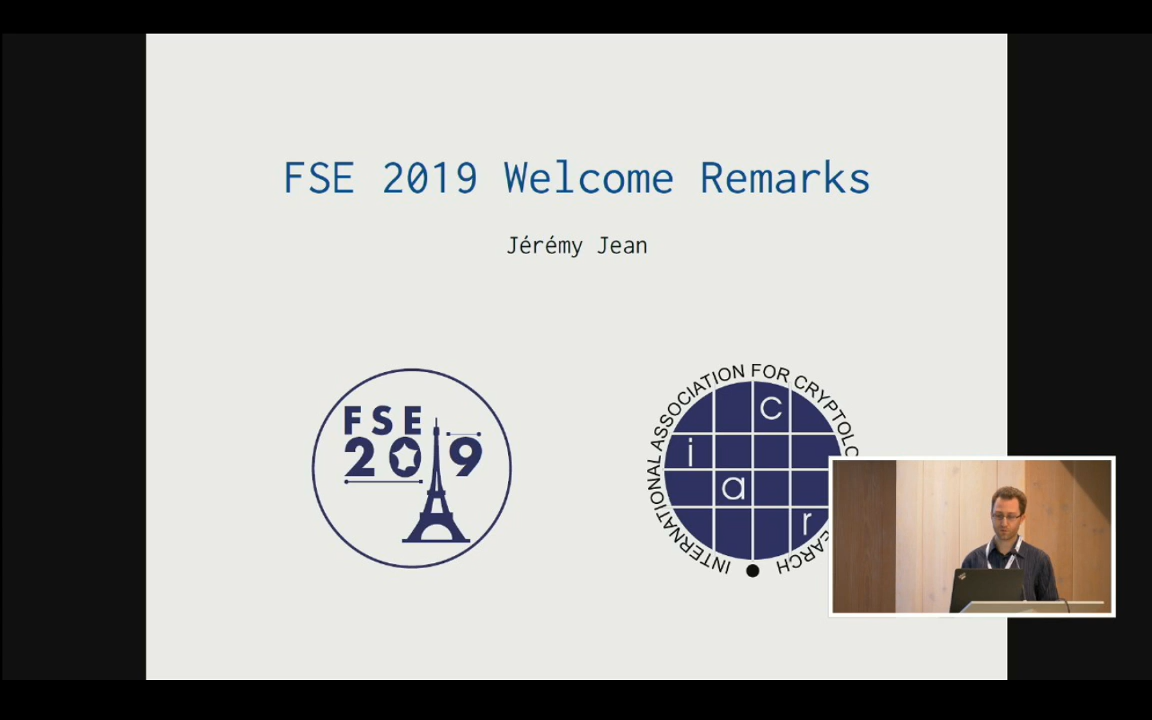 FSE 2019 Welcome Remarks
Jérémy Jean
FSE
2019
INTERNATIONAL ASSOCIATION FOR CRYPTOLO
EARCH
c
i
a
r